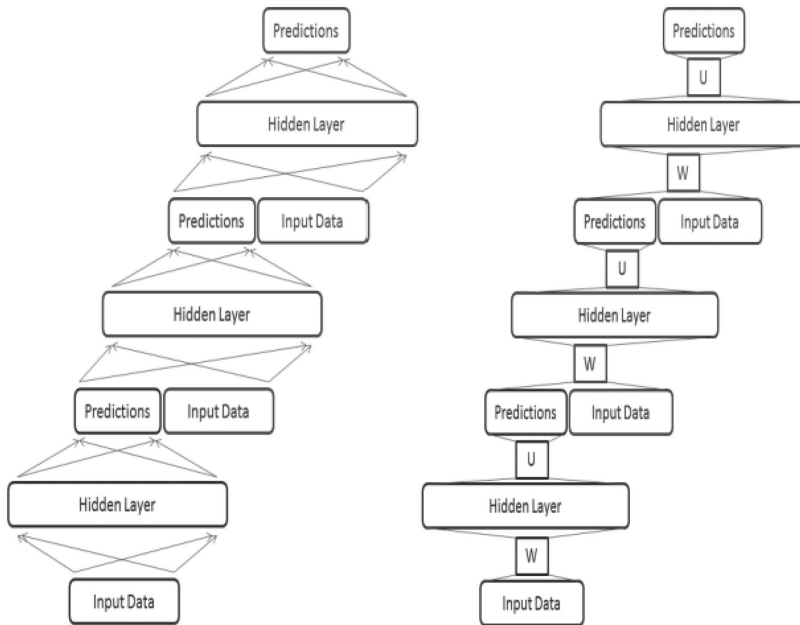 Predictions
Hidden Layer
Predictions
Input Data
Hidden Layer
Predictions
Input Data
Hidden Layer
Input Data
Predictions
U
Hidden Layer
W
Predictions
Input Data
U
Hidden Layer
W
Predictions
Input Data
U
Hidden Layer
W
Input Data